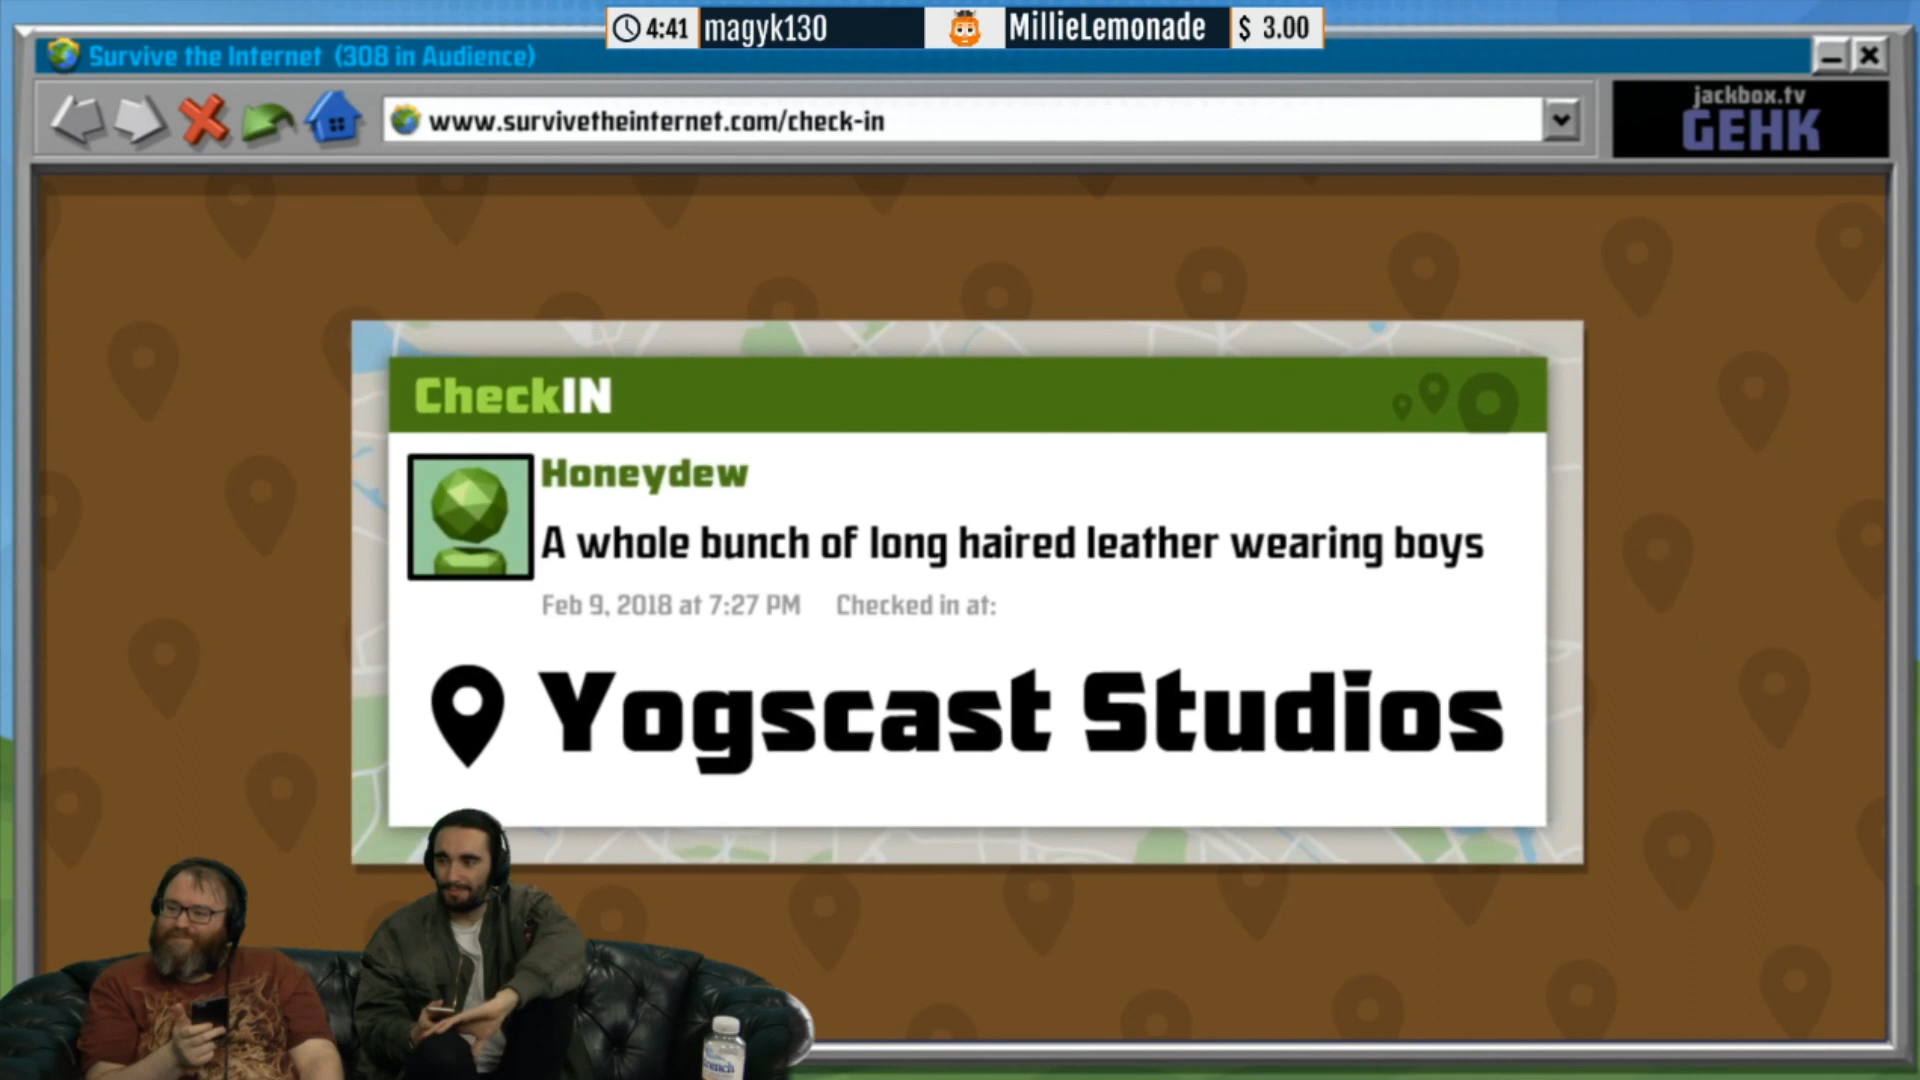 4:41 magyk130 MillieLemonade $ 3.00
Survive the Internet (308 in Audience)
www.survivetheinternet.com/check-in
jackbox.tv
GEHK
CheckIN
Honeydew
A whole bunch of long haired leather wearing boys
Feb 9, 2018 at 7:27 PM Checked in at:
Yogscast Studios